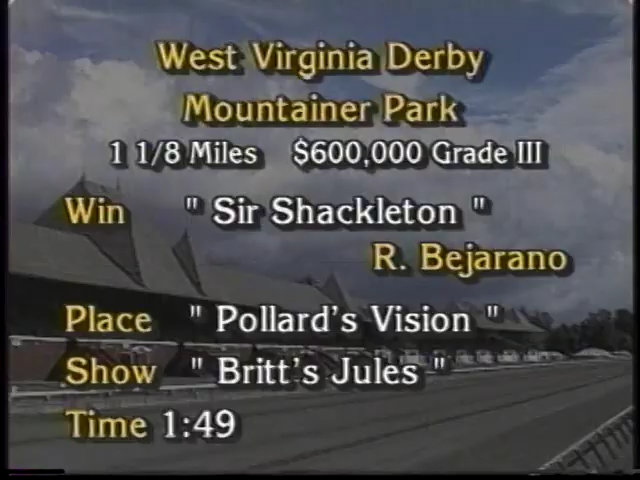 West Virginia Derby
Mountainer Park
1 1/8 Miles $600,000 Grade III
Win " Sir Shackleton "
R. Bejarano
Place " Pollard's Vision "
Show " Britt's Jules "
Time 1:49